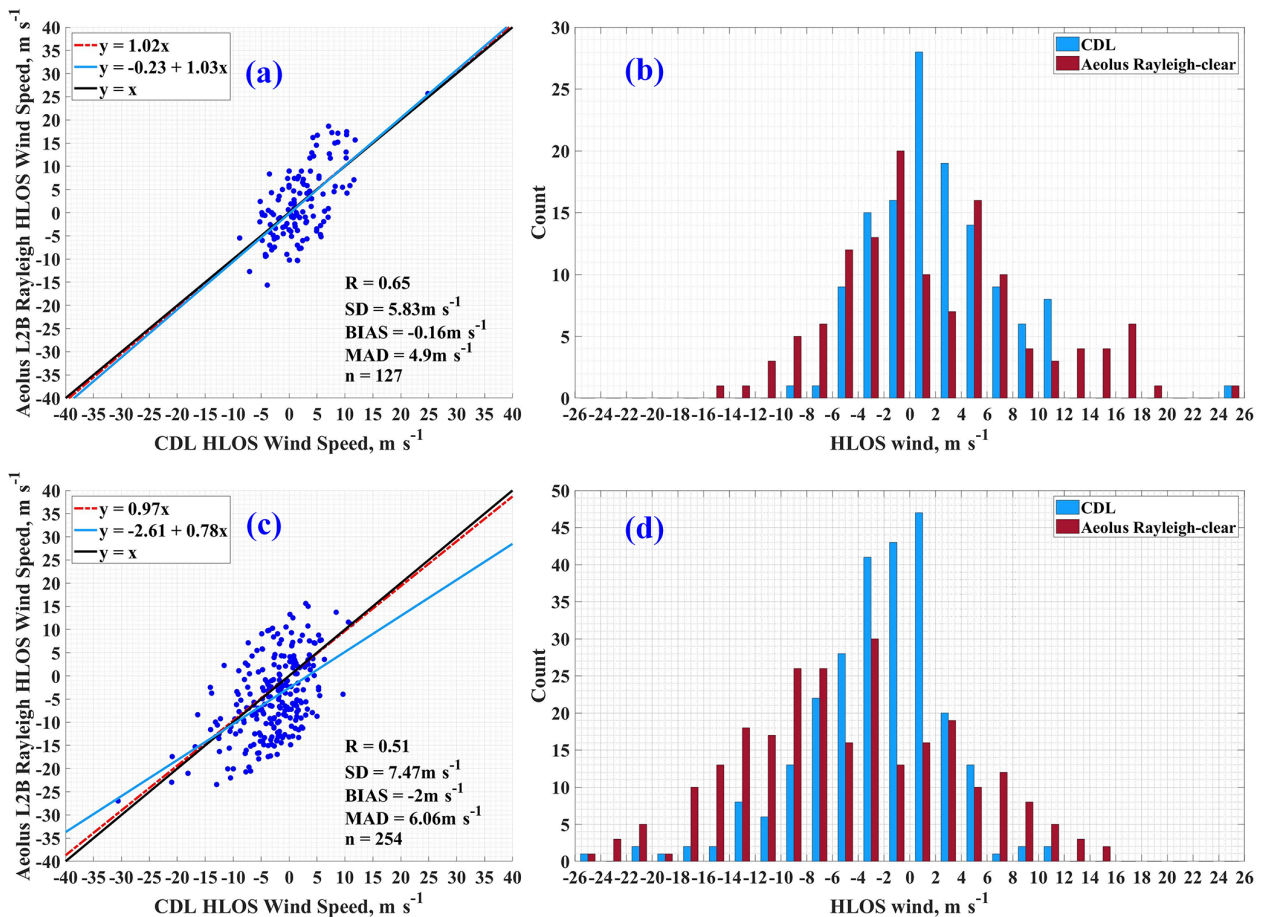 Aeolus L2B Rayleigh HLOS Wind Speed, m s⁻¹
40
35
30
25
20
15
10
5
0
-5
-10
-15
-20
-25
-30
-35
-40
y = 1.02x
y = -0.23 + 1.03x
y = x
(a)
R = 0.65
SD = 5.83m s⁻¹
BIAS = -0.16m s⁻¹
MAD = 4.9m s⁻¹
n = 127
-40 -35 -30 -25 -20 -15 -10 -5 0 5 10 15 20 25 30 35 40
CDL HLOS Wind Speed, m s⁻¹
Count
30
25
20
15
10
5
0
(b)
CDL
Aeolus Rayleigh-clear
-26 -24 -22 -20 -18 -16 -14 -12 -10 -8 -6 -4 -2 0 2 4 6 8 10 12 14 16 18 20 22 24 26
HLOS wind, m s⁻¹
Aeolus L2B Rayleigh HLOS Wind Speed, m s⁻¹
40
35
30
25
20
15
10
5
0
-5
-10
-15
-20
-25
-30
-35
-40
y = 0.97x
y = -2.61 + 0.78x
y = x
(c)
R = 0.51
SD = 7.47m s⁻¹
BIAS = -2m s⁻¹
MAD = 6.06m s⁻¹
n = 254
-40 -35 -30 -25 -20 -15 -10 -5 0 5 10 15 20 25 30 35 40
CDL HLOS Wind Speed, m s⁻¹
Count
50
45
40
35
30
25
20
15
10
5
0
(d)
CDL
Aeolus Rayleigh-clear
-26 -24 -22 -20 -18 -16 -14 -12 -10 -8 -6 -4 -2 0 2 4 6 8 10 12 14 16 18 20 22 24 26
HLOS wind, m s⁻¹